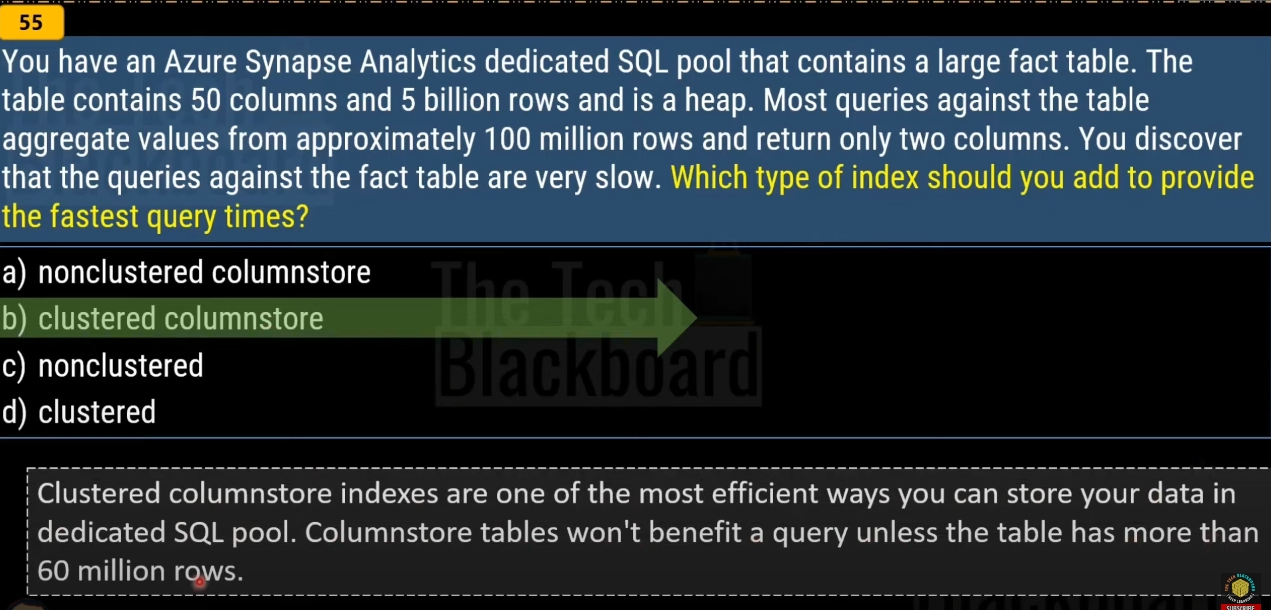 55
You have an Azure Synapse Analytics dedicated SQL pool that contains a large fact table. The
table contains 50 columns and 5 billion rows and is a heap. Most queries against the table
aggregate values from approximately 100 million rows and return only two columns. You discover
that the queries against the fact table are very slow. Which type of index should you add to provide
the fastest query times?
a) nonclustered columnstore
b) clustered columnstore
c) nonclustered
d) clustered
The Tech
Blackboard
Clustered columnstore indexes are one of the most efficient ways you can store your data in
dedicated SQL pool. Columnstore tables won't benefit a query unless the table has more than
60 million rows.
SUBSCRIBE